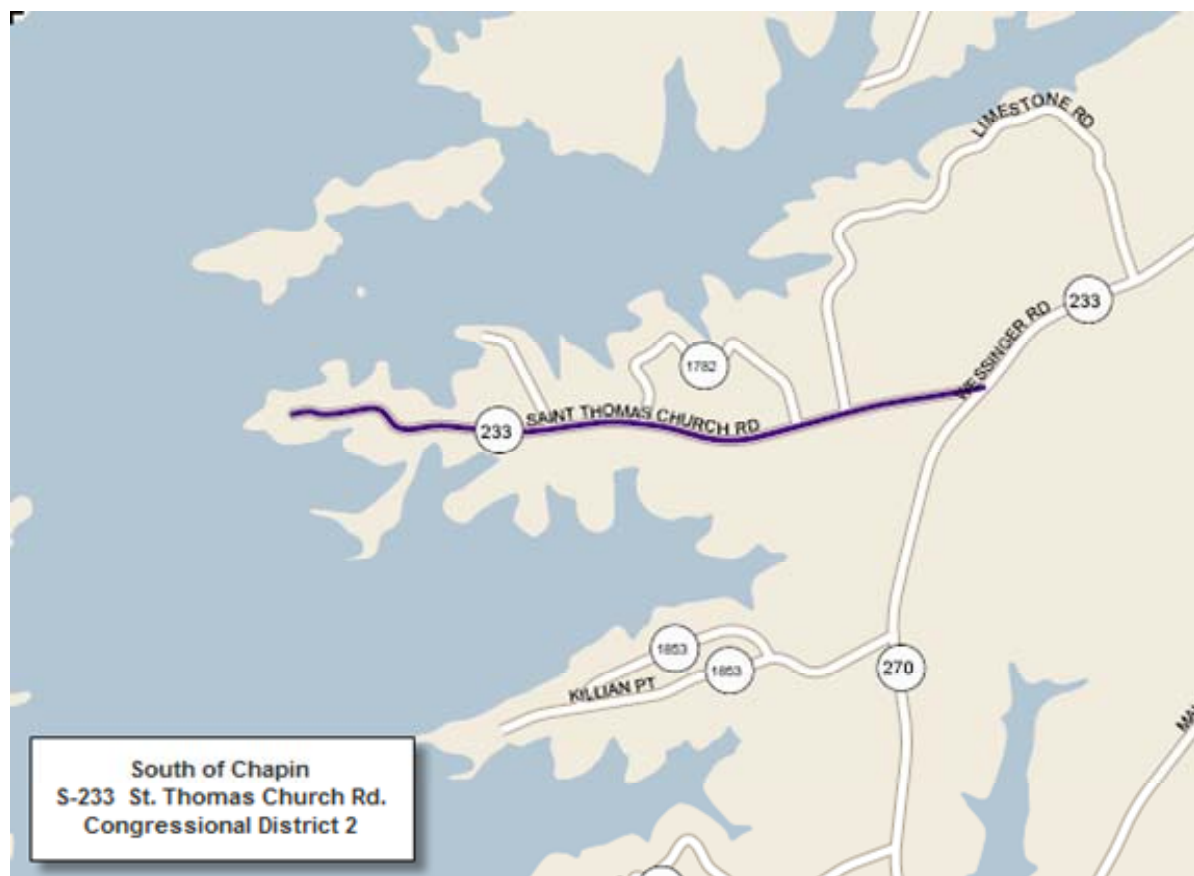 LIMESTONE RD
233
WESSINGER RD
1782
SAINT THOMAS CHURCH RD
233
1853
1853
270
KILLIAN PT
South of Chapin
S-233 St. Thomas Church Rd.
Congressional District 2